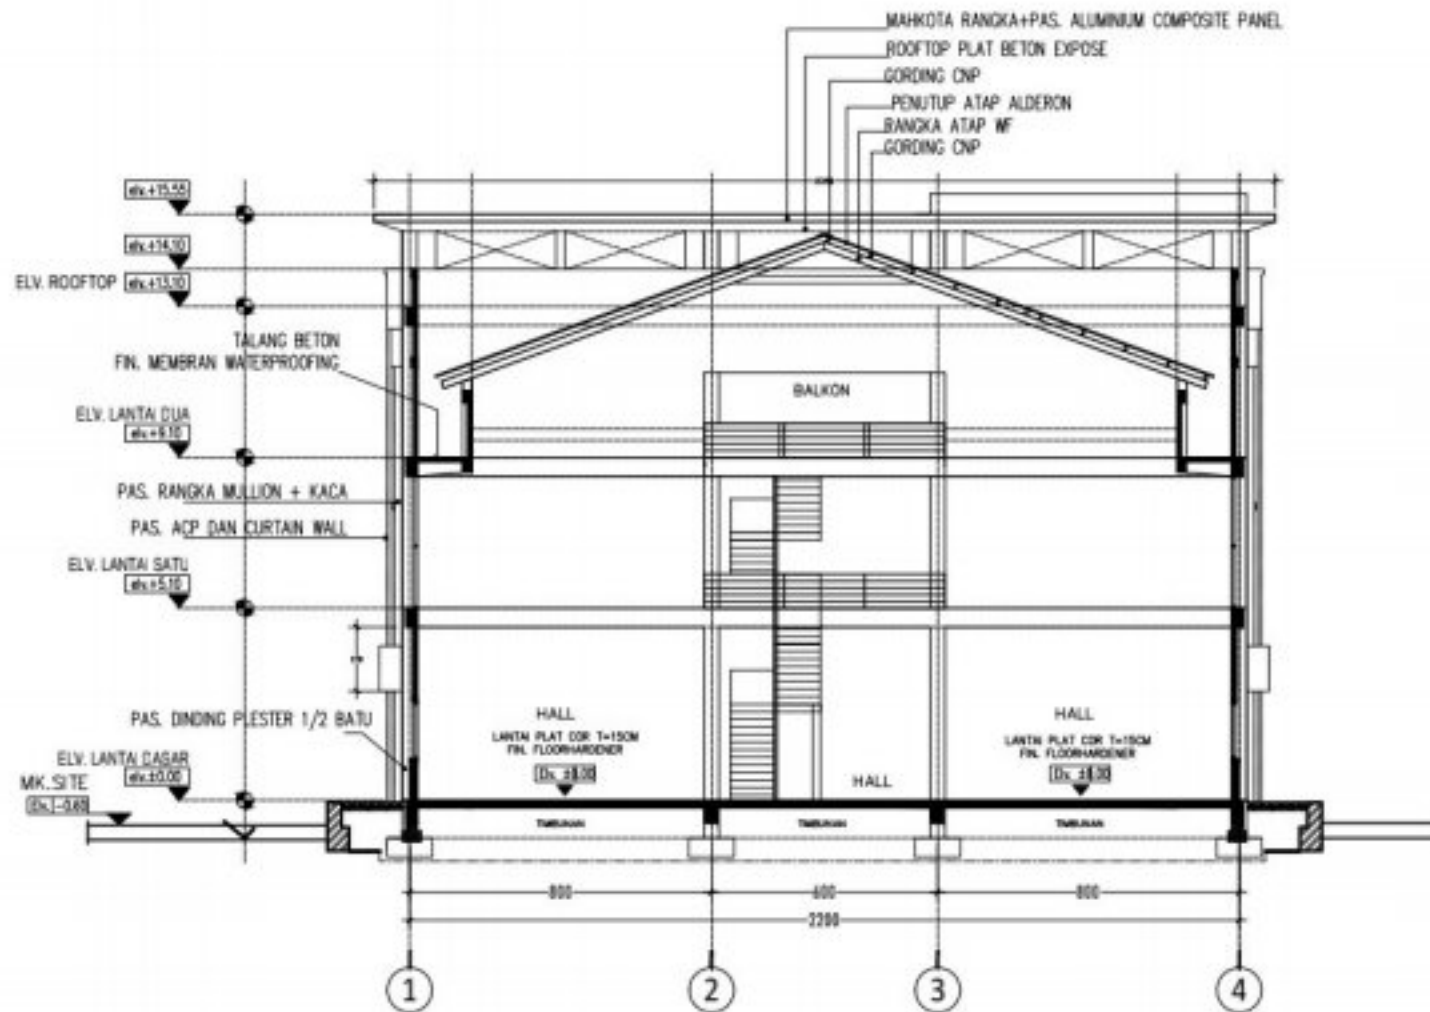 MAHKOTA RANGKA+PAS. ALUMINIUM COMPOSITE PANEL
ROOFTOP PLAT BETON EXPOSE
GORDING CNP
PENUTUP ATAP ALDERON
RANGKA ATAP WF
GORDING CNP
elv.+15,55
elv.+14,10
ELV. ROOFTOP elv.+13,10
TALANG BETON
FIN. MEMBRAN WATERPROOFING
BALKON
ELV. LANTAI DUA
elv.+9.10
PAS. RANGKA MULLION + KACA
PAS. ACP DAN CURTAIN WALL
ELV. LANTAI SATU
elv.+5,10
PAS. DINDING PLESTER 1/2 BATU
HALL
LANTAI PLAT COR T=15CM
FIN. FLOORHARDENER
HALL
LANTAI PLAT COR T=15CM
FIN. FLOORHARDENER
ELV. LANTAI DASAR
elv.±0,00
HALL
MK.SITE
TIMBUNAN
TIMBUNAN
TIMBUNAN
800
600
800
2200
1
2
3
4